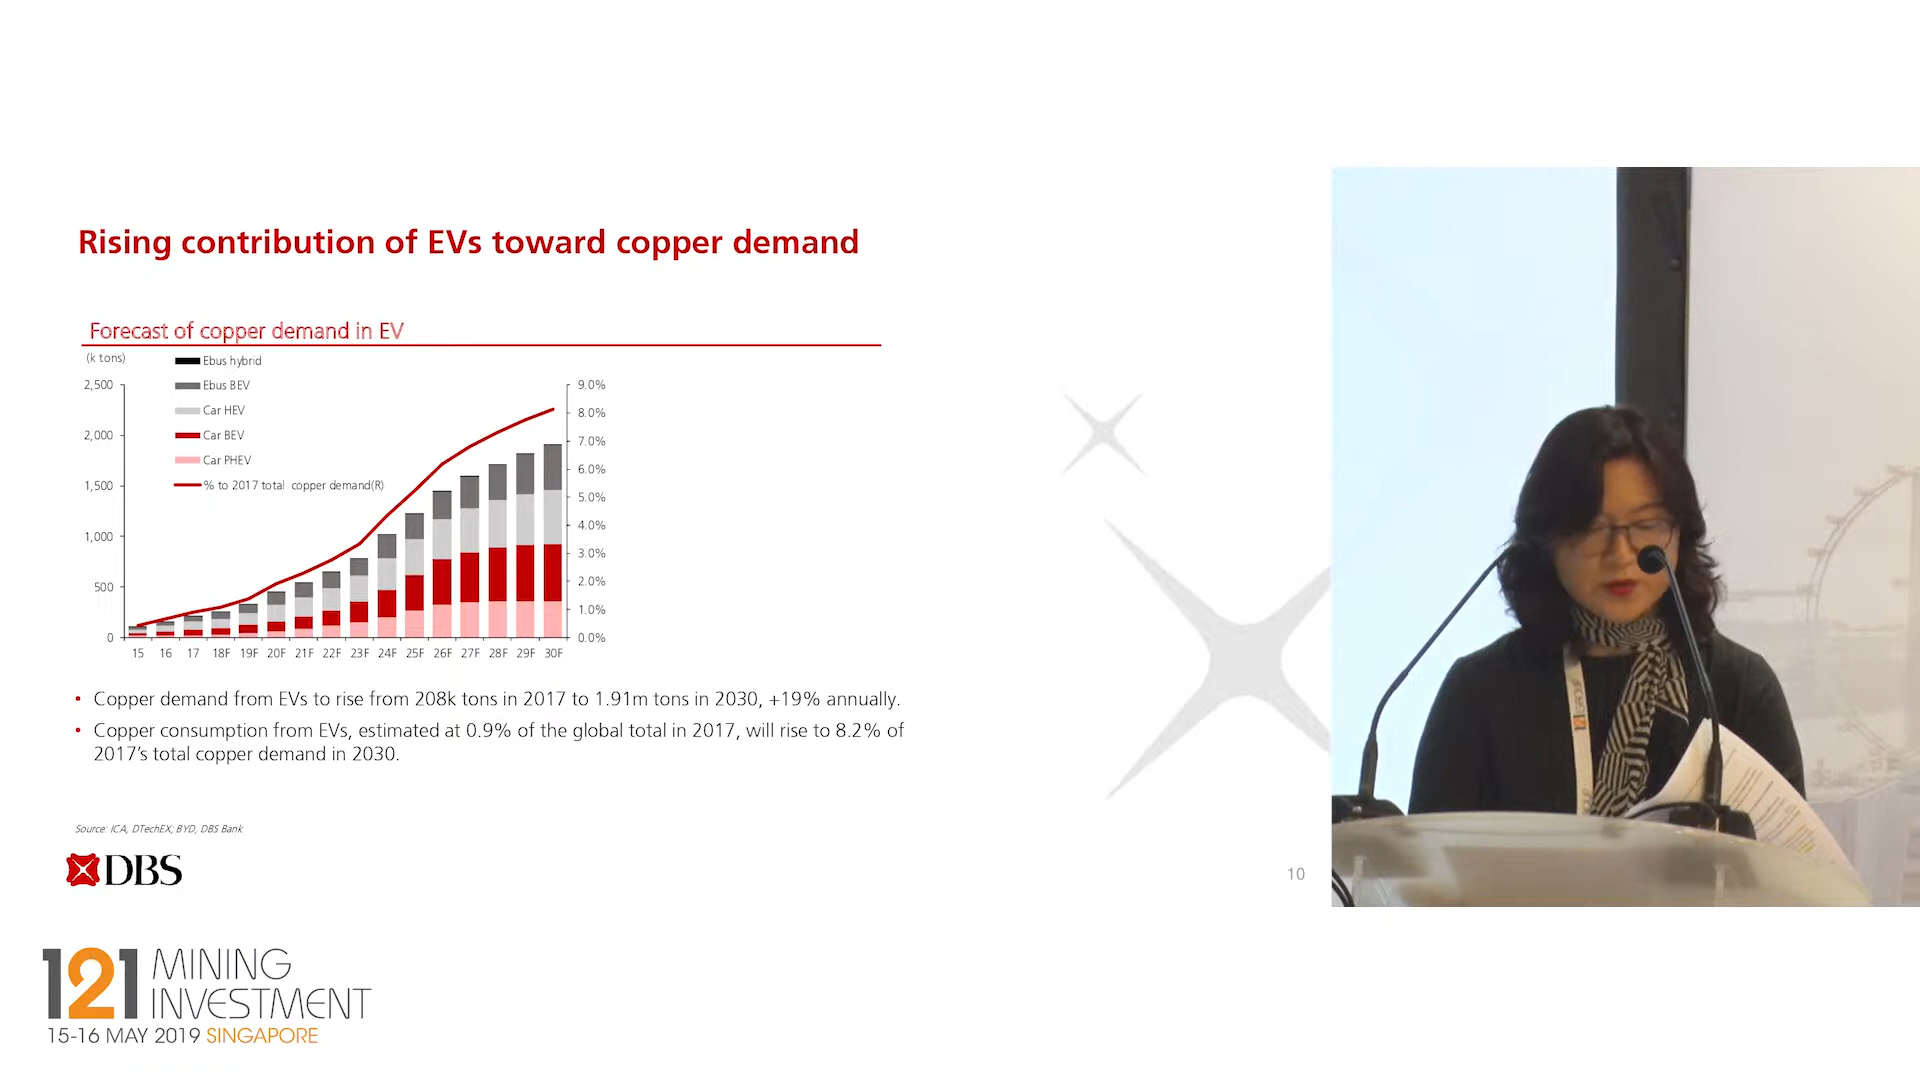 Rising contribution of EVs toward copper demand
Forecast of copper demand in EV
(k tons)
Ebus hybrid
Ebus BEV
Car HEV
Car BEV
Car PHEV
% to 2017 total copper demand(R)
2,500
2,000
1,500
1,000
500
0
9.0%
8.0%
7.0%
6.0%
5.0%
4.0%
3.0%
2.0%
1.0%
0.0%
15 16 17 18F 19F 20F 21F 22F 23F 24F 25F 26F 27F 28F 29F 30F
• Copper demand from EVs to rise from 208k tons in 2017 to 1.91m tons in 2030, +19% annually.
• Copper consumption from EVs, estimated at 0.9% of the global total in 2017, will rise to 8.2% of
2017's total copper demand in 2030.
Source: ICA, DTechEX; BYD, DBS Bank
DBS
10
121 MINING
INVESTMENT
15-16 MAY 2019 SINGAPORE